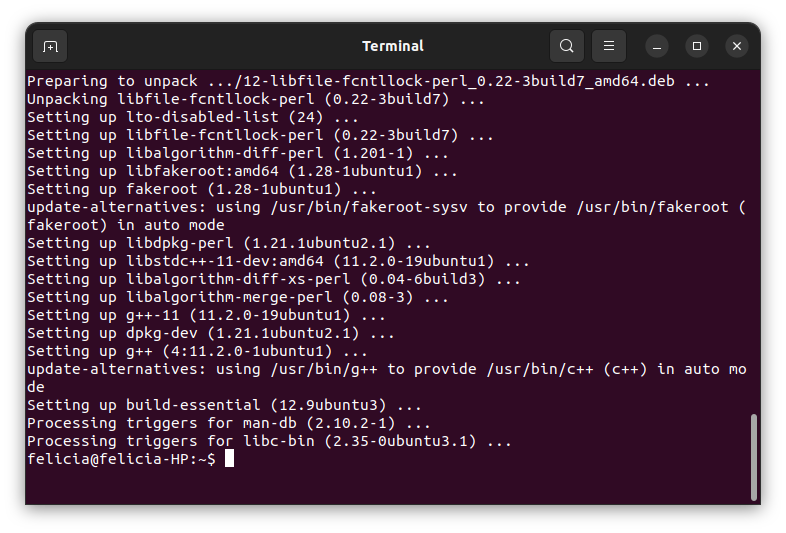 Terminal
Preparing to unpack .../12-libfile-fcntllock-perl_0.22-3build7_amd64.deb ...
Unpacking libfile-fcntllock-perl (0.22-3build7) ...
Setting up lto-disabled-list (24) ...
Setting up libfile-fcntllock-perl (0.22-3build7) ...
Setting up libalgorithm-diff-perl (1.201-1) ...
Setting up libfakeroot:amd64 (1.28-1ubuntu1) ...
Setting up fakeroot (1.28-1ubuntu1) ...
update-alternatives: using /usr/bin/fakeroot-sysv to provide /usr/bin/fakeroot (
fakeroot) in auto mode
Setting up libdpkg-perl (1.21.1ubuntu2.1) ...
Setting up libstdc++-11-dev:amd64 (11.2.0-19ubuntu1) ...
Setting up libalgorithm-diff-xs-perl (0.04-6build3) ...
Setting up libalgorithm-merge-perl (0.08-3) ...
Setting up g++-11 (11.2.0-19ubuntu1) ...
Setting up dpkg-dev (1.21.1ubuntu2.1) ...
Setting up g++ (4:11.2.0-1ubuntu1) ...
update-alternatives: using /usr/bin/g++ to provide /usr/bin/c++ (c++) in auto mo
de
Setting up build-essential (12.9ubuntu3) ...
Processing triggers for man-db (2.10.2-1) ...
Processing triggers for libc-bin (2.35-0ubuntu3.1) ...
felicia@felicia-HP:~$